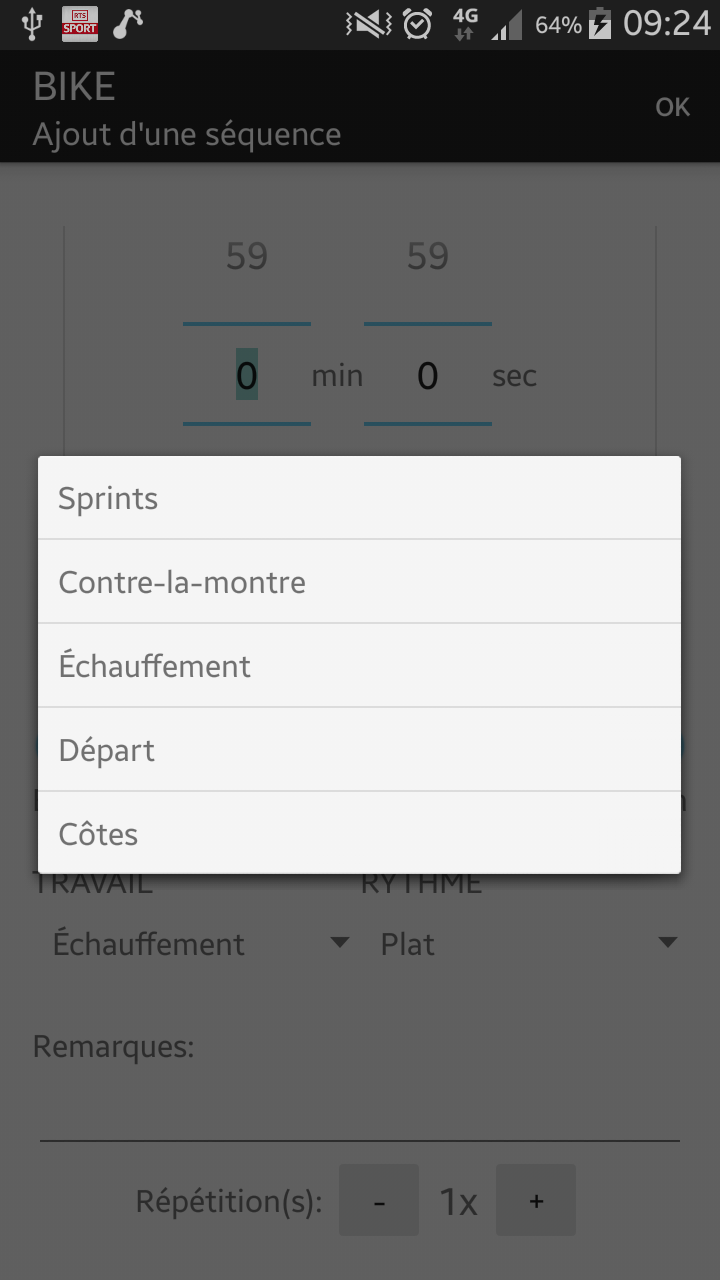 RTS
SPORT
4G
64%
09:24
BIKE
OK
Ajout d'une séquence
59 59
0 min 0 sec
Sprints
Contre-la-montre
Échauffement
Départ
Côtes
TRAVAIL RYTHME
Échauffement Plat
Remarques:
Répétition(s): - 1x +